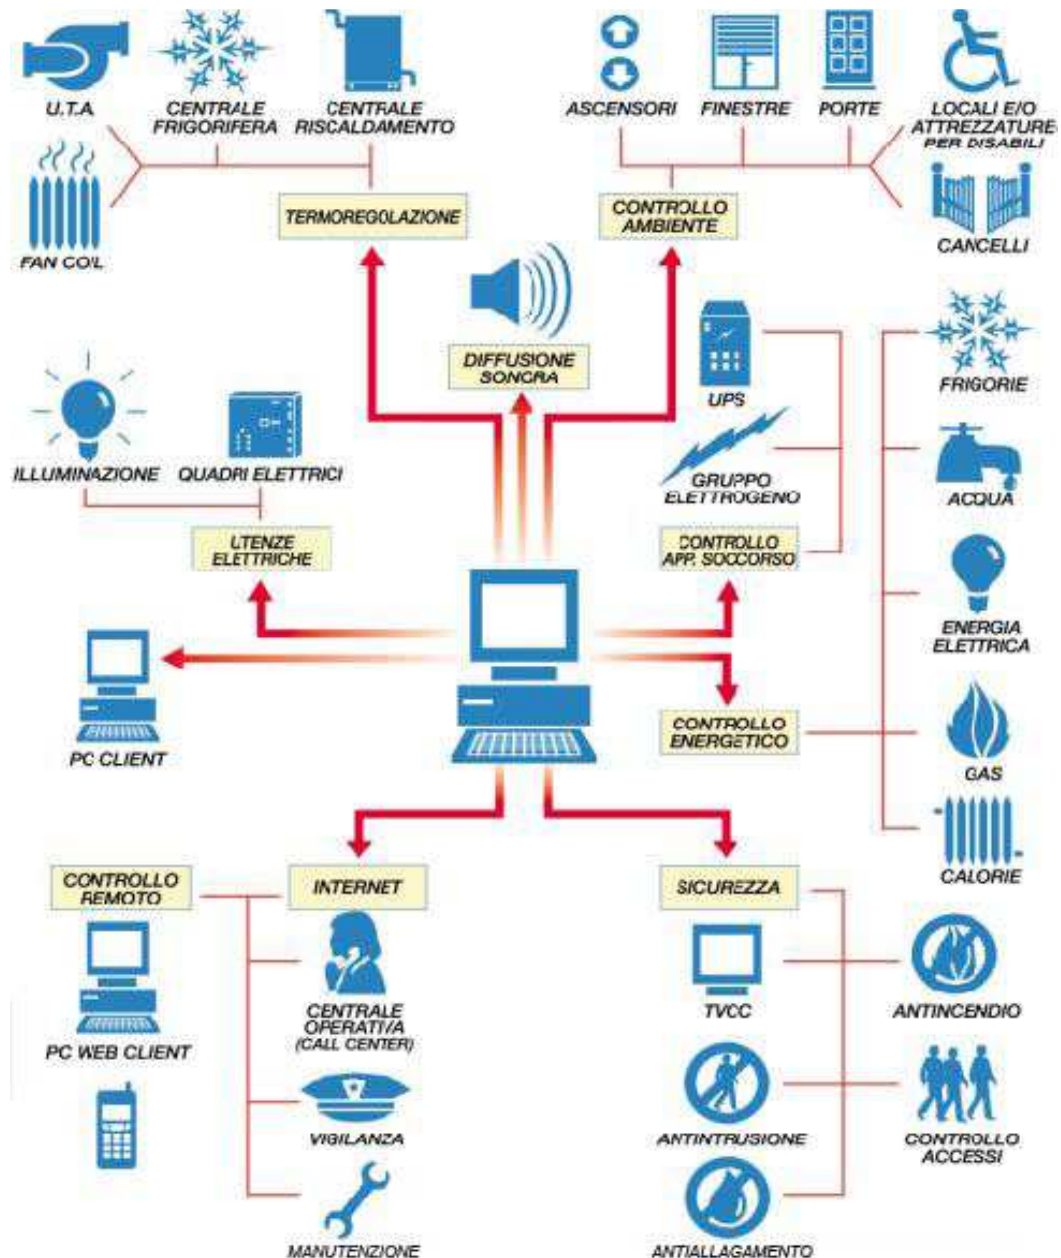 U.T.A
CENTRALE
FRIGORIFERA
CENTRALE
RISCALDAMENTO
ASCENSORI
FINESTRE
PORTE
LOCALI E/O
ATTREZZATURE
PER DISABILI
FAN COIL
TERMOREGOLAZIONE
CONTROLLO
AMBIENTE
CANCELLI
DIFFUSIONE
SONORA
UPS
FRIGORIE
ILLUMINAZIONE
QUADRI ELETTRICI
GRUPPO
ELETTROGENO
ACQUA
UTENZE
ELETTRICHE
CONTROLLO
APP. SOCCORSO
ENERGIA
ELETTRICA
PC CLIENT
CONTROLLO
ENERGETICO
GAS
CALORIE
CONTROLLO
REMOTO
INTERNET
SICUREZZA
PC WEB CLIENT
CENTRALE
OPERATIVA
(CALL CENTER)
TVCC
ANTINCENDIO
VIGILANZA
ANTINTRUSIONE
CONTROLLO
ACCESSI
MANUTENZIONE
ANTIALLAGAMENTO